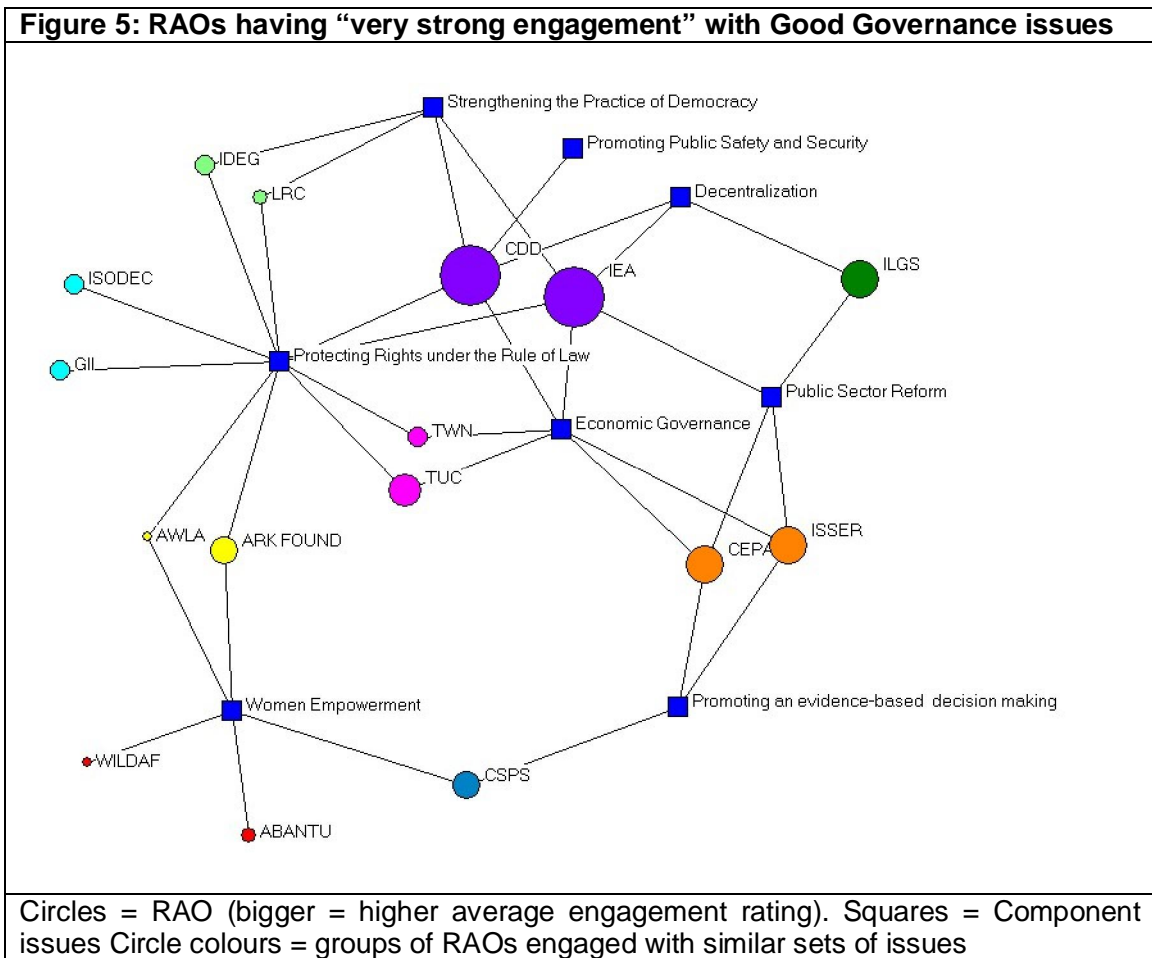 Figure 5: RAOs having “very strong engagement” with Good Governance issues
Strengthening the Practice of Democracy
Promoting Public Safety and Security
IDEG
Decentralization
LRC
CDD
IEA
ILGS
ISODEC
Protecting Rights under the Rule of Law
GII
Public Sector Reform
Economic Governance
TWN
TUC
AWLA
ARK FOUND
CEPA
ISSER
Women Empowerment
Promoting an evidence-based decision making
WILDAF
CSPS
ABANTU
Circles = RAO (bigger = higher average engagement rating). Squares = Component
issues Circle colours = groups of RAOs engaged with similar sets of issues